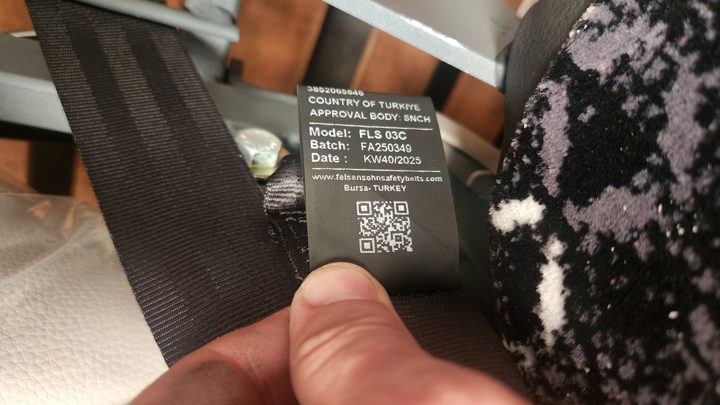 3852065846
COUNTRY OF TURKIYE
APPROVAL BODY: SNCH
Model: FLS 03C
Batch: FA250349
Date : KW40/2025
www.felsensohnsafetybelts.com
Bursa- TURKEY